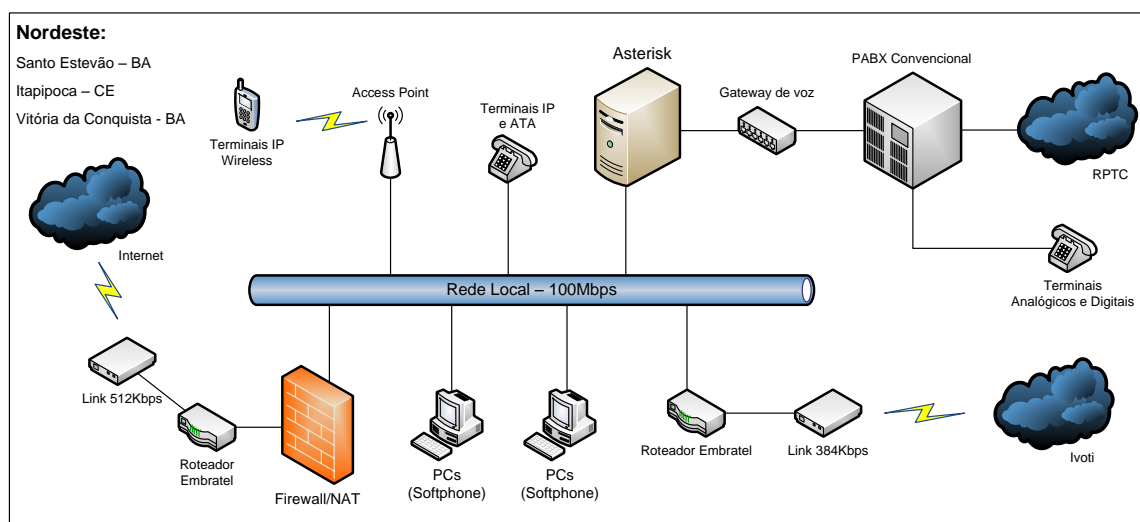 Nordeste:
Santo Estevão – BA
Itapipoca – CE
Vitória da Conquista - BA
Terminais IP
Wireless
Access Point
Terminais IP
e ATA
Asterisk
Gateway de voz
PABX Convencional
RPTC
Internet
Rede Local – 100Mbps
Terminais
Analógicos e Digitais
Link 512Kbps
Roteador
Embratel
Firewall/NAT
PCs
(Softphone)
PCs
(Softphone)
Roteador Embratel
Link 384Kbps
Ivoti